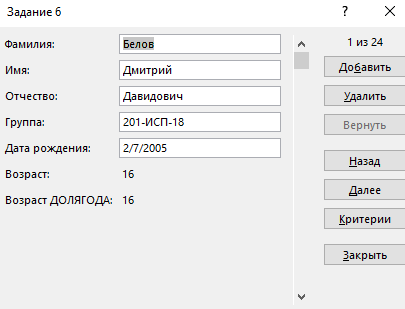 Задание 6 ? ×
Фамилия: Белов
1 из 24
Имя: Дмитрий
Добавить
Отчество: Давидович
Удалить
Группа: 201-ИСП-18
Вернуть
Дата рождения: 2/7/2005
Назад
Возраст: 16
Далее
Возраст ДОЛЯГОДА: 16
Критерии
Закрыть